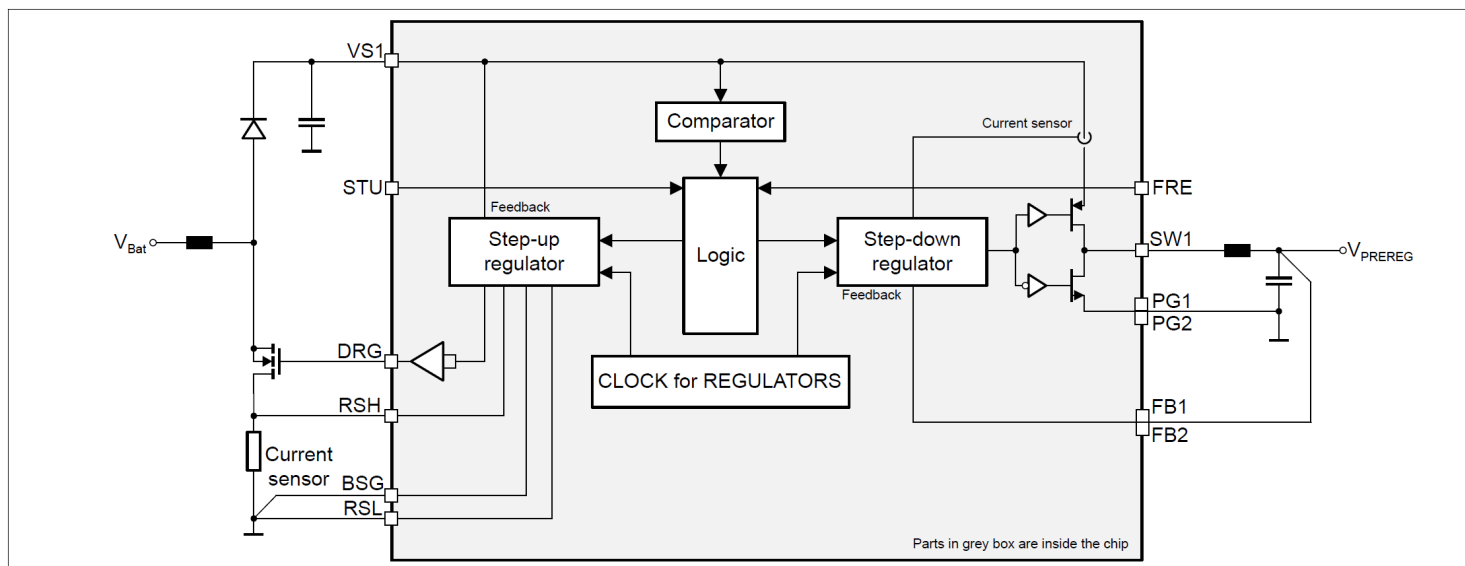 VS1
Comparator
Current sensor
STU
FRE
Feedback
Step-up
regulator
Logic
Step-down
regulator
Feedback
VBat
SW1
VPREREG
PG1
PG2
DRG
CLOCK for REGULATORS
RSH
FB1
FB2
Current
sensor
BSG
RSL
Parts in grey box are inside the chip